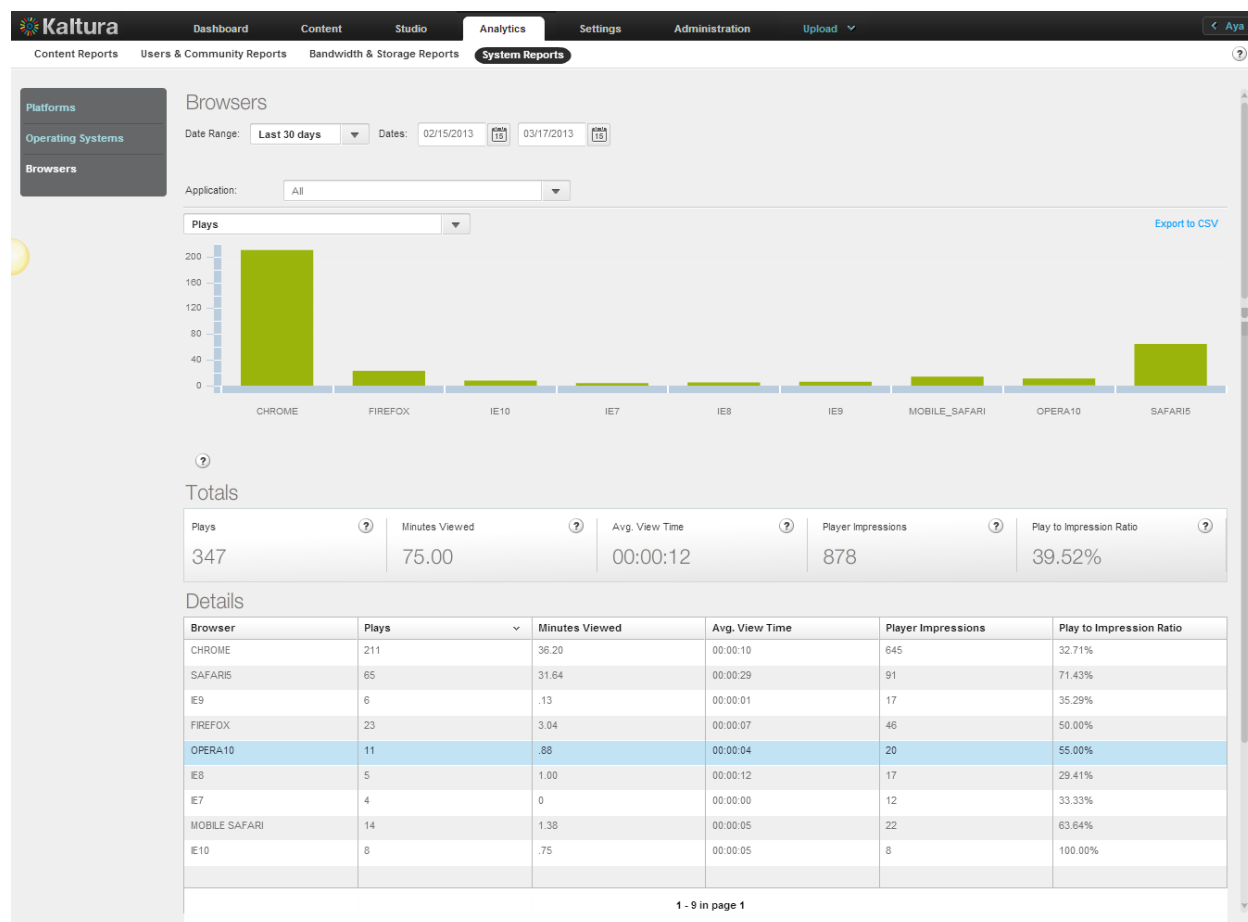 Kaltura Dashboard Content Studio Analytics Settings Administration Upload < Aya
Content Reports Users & Community Reports Bandwidth & Storage Reports System Reports ?
Platforms
Operating Systems
Browsers
Browsers
Date Range: Last 30 days Dates: 02/15/2013 15 03/17/2013 15
Application: All
Plays Export to CSV
200
160
120
80
40
0
CHROME FIREFOX IE10 IE7 IE8 IE9 MOBILE_SAFARI OPERA10 SAFARI5
?
Totals
Plays ? Minutes Viewed ? Avg. View Time ? Player Impressions ? Play to Impression Ratio ?
347 75.00 00:00:12 878 39.52%
Details
Browser Plays Minutes Viewed Avg. View Time Player Impressions Play to Impression Ratio
CHROME 211 36.20 00:00:10 645 32.71%
SAFARI5 65 31.64 00:00:29 91 71.43%
IE9 6 .13 00:00:01 17 35.29%
FIREFOX 23 3.04 00:00:07 46 50.00%
OPERA10 11 .88 00:00:04 20 55.00%
IE8 5 1.00 00:00:12 17 29.41%
IE7 4 0 00:00:00 12 33.33%
MOBILE SAFARI 14 1.38 00:00:05 22 63.64%
IE10 8 .75 00:00:05 8 100.00%
1 - 9 in page 1